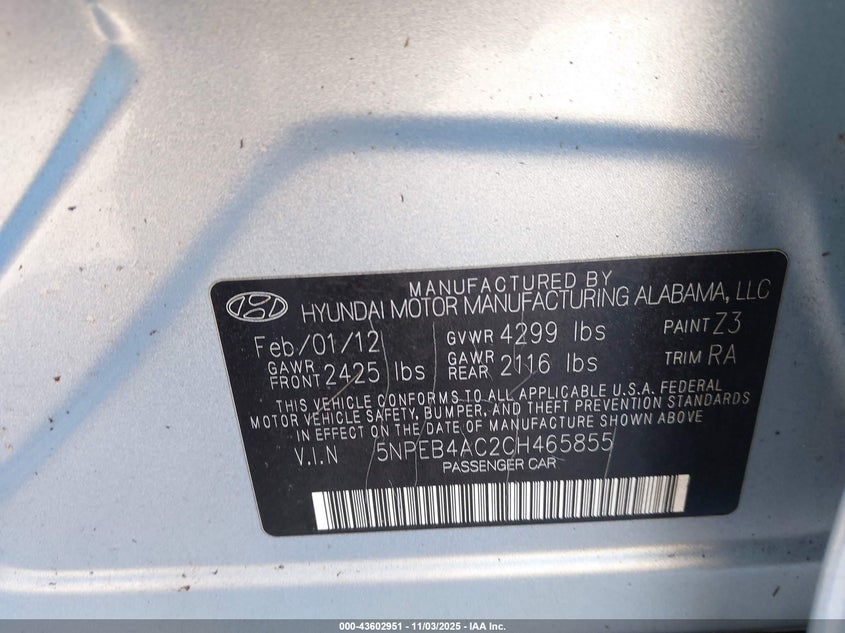 MANUFACTURED BY
HYUNDAI MOTOR MANUFACTURING ALABAMA, LLC
Feb/01/12 GVWR 4299 lbs PAINT Z3
GAWR FRONT 2425 lbs GAWR REAR 2116 lbs TRIM RA
THIS VEHICLE CONFORMS TO ALL APPLICABLE U.S.A. FEDERAL
MOTOR VEHICLE SAFETY, BUMPER, AND THEFT PREVENTION STANDARDS
IN EFFECT ON THE DATE OF MANUFACTURE SHOWN ABOVE
V.I.N 5NPEB4AC2CH465855
PASSENGER CAR
000-43602951 - 11/03/2025 - IAA Inc.